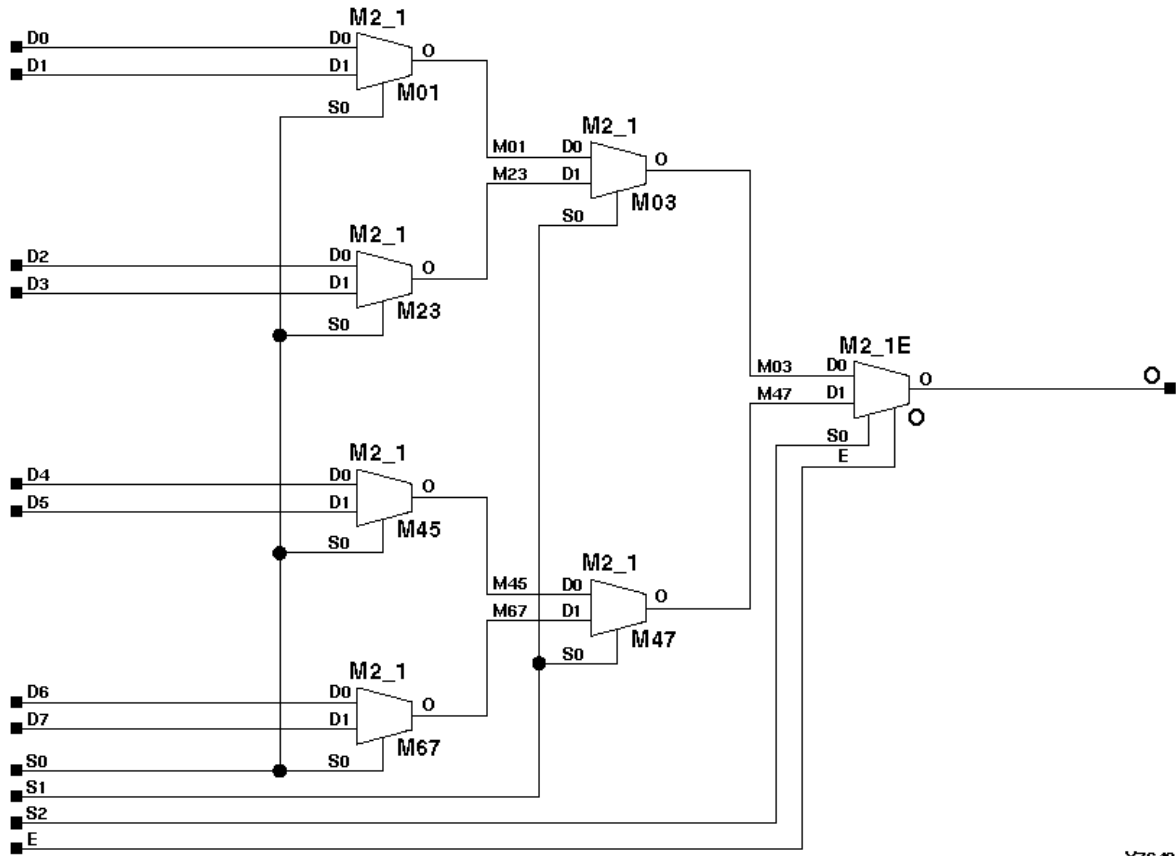 M2_1
D0 D0 O
D1 D1
M01
S0
M2_1
M01 D0 O
M23 D1
M03
S0
M2_1
D2 D0 O
D3 D1
M23
S0
M2_1E
M03 D0 O O
M47 D1
O
S0
E
M2_1
D4 D0 O
D5 D1
M45
S0
M2_1
M45 D0 O
M67 D1
M47
S0
M2_1
D6 D0 O
D7 D1
M67
S0 S0
S1
S2
E